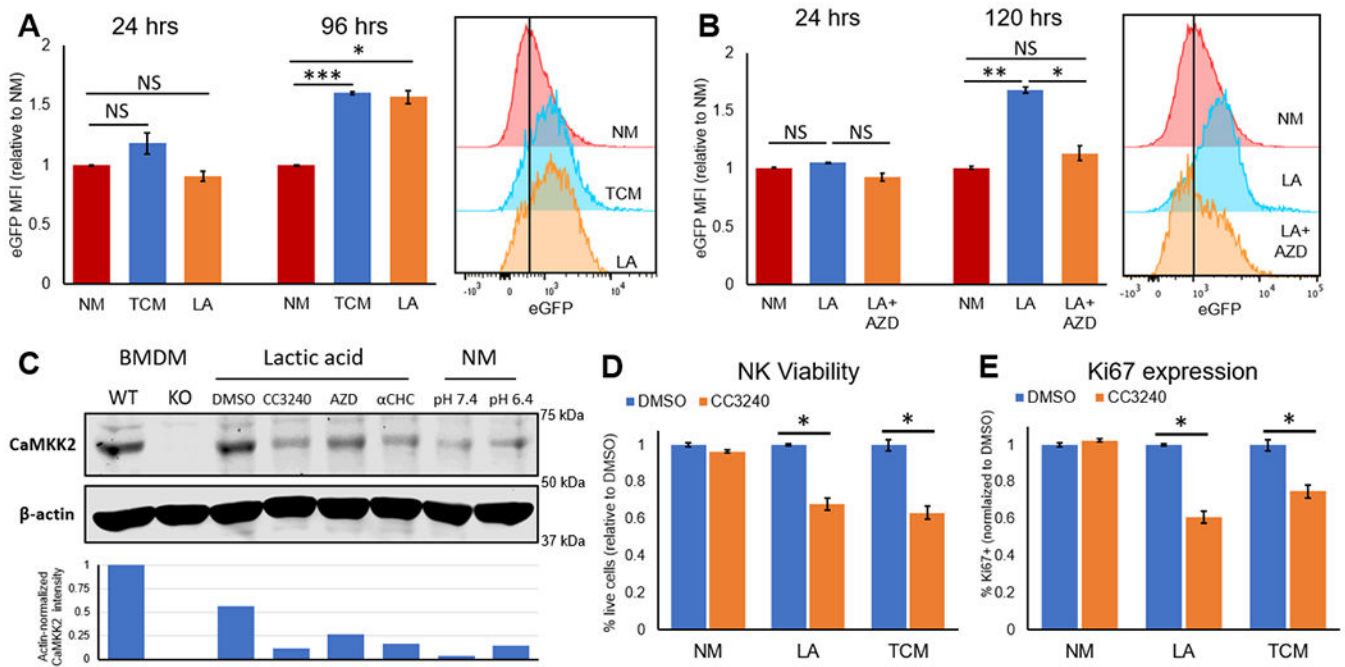 A
24 hrs
96 hrs
eGFP MFI (relative to NM)
2
1.5
1
0.5
0
NS
NS
*
***
NM
TCM
LA
NM
TCM
LA
NM
TCM
LA
-10³
0
10³
10⁴
eGFP
B
24 hrs
120 hrs
eGFP MFI (relative to NM)
2
1.5
1
0.5
0
NS
NS
NS
**
*
NM
LA
LA+
AZD
NM
LA
LA+
AZD
NM
LA
LA+
AZD
-10³
0
10³
10⁴
10⁵
eGFP
C
BMDM
Lactic acid
NM
WT
KO
DMSO
CC3240
AZD
αCHC
pH 7.4
pH 6.4
75 kDa
CaMKK2
50 kDa
β-actin
37 kDa
Actin-normalized
CaMKK2 intensity
1
0.75
0.5
0.25
0
D
NK Viability
DMSO
CC3240
% live cells (relative to DMSO)
1
0.8
0.6
0.4
0.2
0
*
*
NM
LA
TCM
E
Ki67 expression
DMSO
CC3240
% Ki67+ (normlaized to DMSO)
1
0.8
0.6
0.4
0.2
0
*
*
NM
LA
TCM